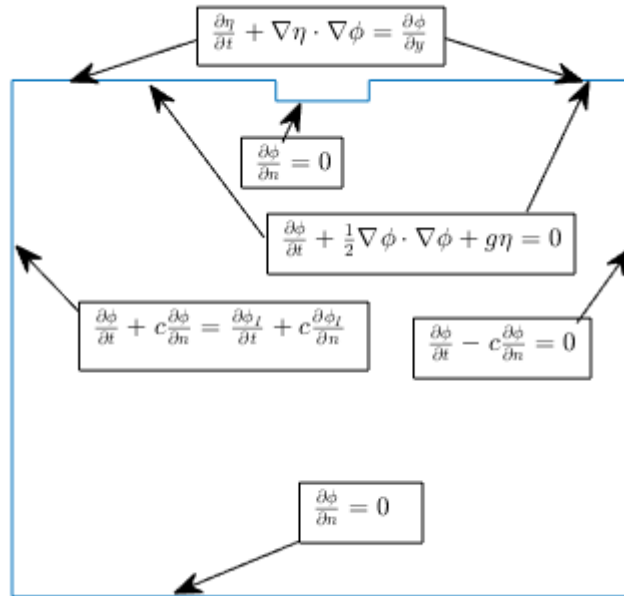 ∂η/∂t + ∇η · ∇ϕ = ∂ϕ/∂y
∂ϕ/∂n = 0
∂ϕ/∂t + 1/2 ∇ϕ · ∇ϕ + gη = 0
∂ϕ/∂t + c ∂ϕ/∂n = ∂ϕ_I/∂t + c ∂ϕ_I/∂n
∂ϕ/∂t − c ∂ϕ/∂n = 0
∂ϕ/∂n = 0